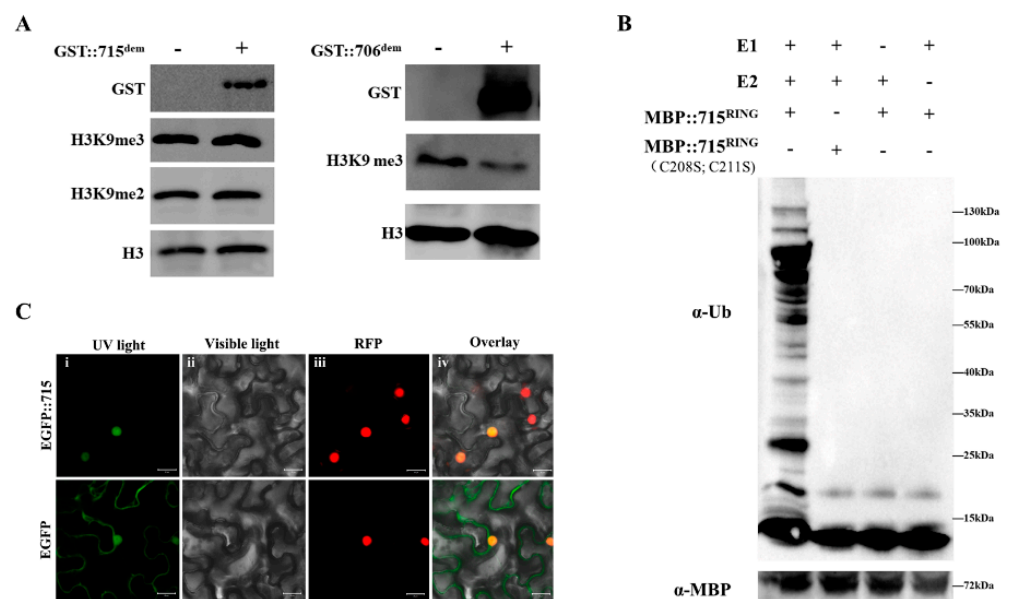 A
GST::715dem - +
GST
H3K9me3
H3K9me2
H3
GST::706dem - +
GST
H3K9 me3
H3
B
E1 + + - +
E2 + + + -
MBP::715RING + - + +
MBP::715RING - + - -
(C208S; C211S)
α-Ub
130kDa
100kDa
70kDa
55kDa
40kDa
35kDa
25kDa
15kDa
α-MBP
72kDa
C
UV light Visible light RFP Overlay
EGFP::715
i ii iii iv
EGFP